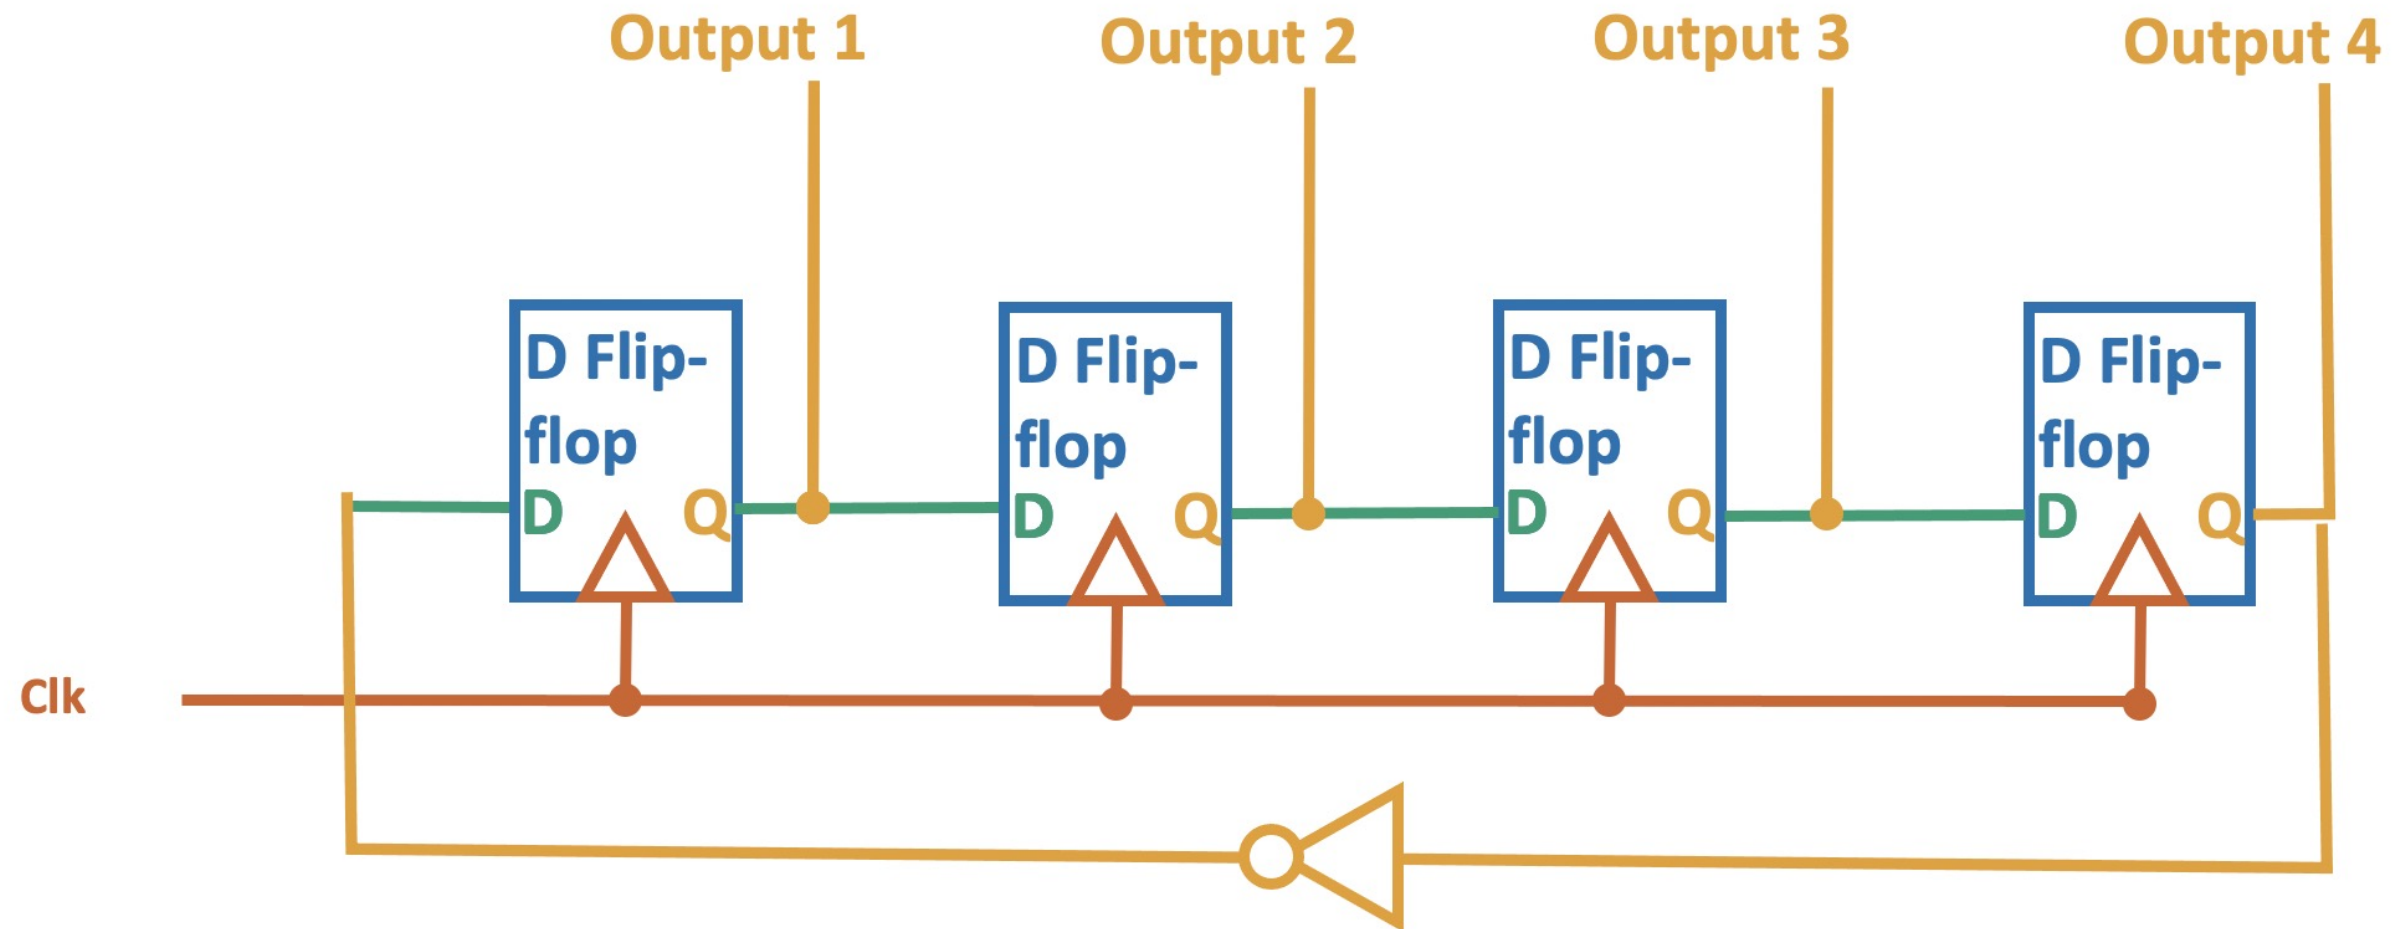 Output 1
Output 2
Output 3
Output 4
D Flip-
flop
D Q
D Flip-
flop
D Q
D Flip-
flop
D Q
D Flip-
flop
D Q
Clk